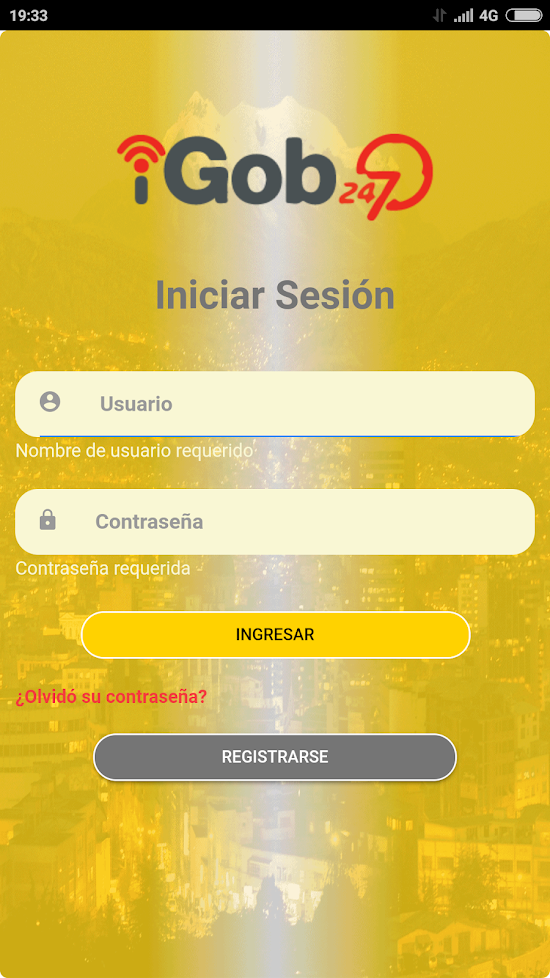 19:33
4G
iGob 247
Iniciar Sesión
Usuario
Nombre de usuario requerido
Contraseña
Contraseña requerida
INGRESAR
¿Olvidó su contraseña?
REGISTRARSE